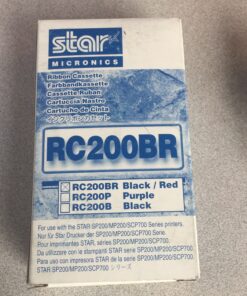 star
MICRONICS
Ribbon Cassette
Farbbandkassette
Cassette Ruban
Cartuccia Nastro
Cartucho de Cinta
インクリボンカセット
RC200BR
RC200BR Black / Red
RC200P Purple
RC200B Black
For use with the STAR SP200/MP200/SCP700 Series printers.
Nur für Star Drucker der SP200/MP200/SCP700 Serie.
Pour imprimantes STAR, séries SP200/MP200/SCP700.
Da utilizzare con le stampanti STAR serie SP200/MP200/SCP700
Para uso con impresora STAR de la serie SP200/MP200/SCP700
STAR SP200/MP200/SCP700 シリーズ